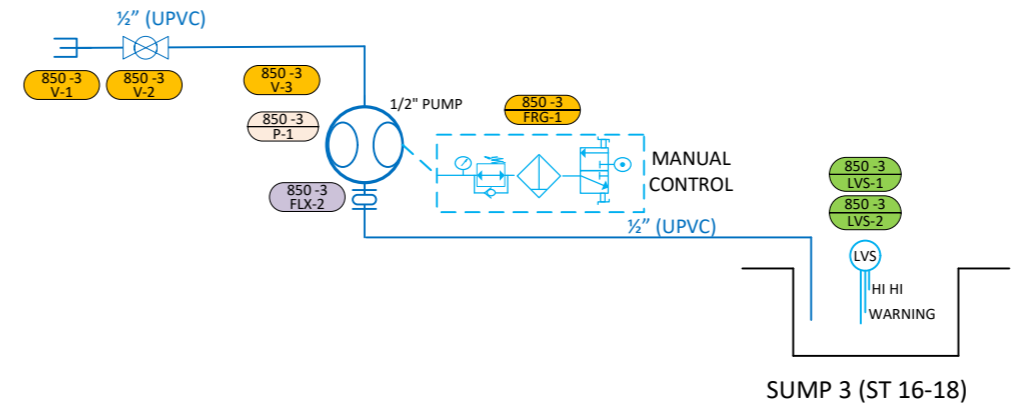 ½” (UPVC)
850 -3
V-1
850 -3
V-2
850 -3
V-3
850 -3
P-1
1/2" PUMP
850 -3
FRG-1
MANUAL
CONTROL
850 -3
FLX-2
½” (UPVC)
850 -3
LVS-1
850 -3
LVS-2
LVS
HI HI
WARNING
SUMP 3 (ST 16-18)